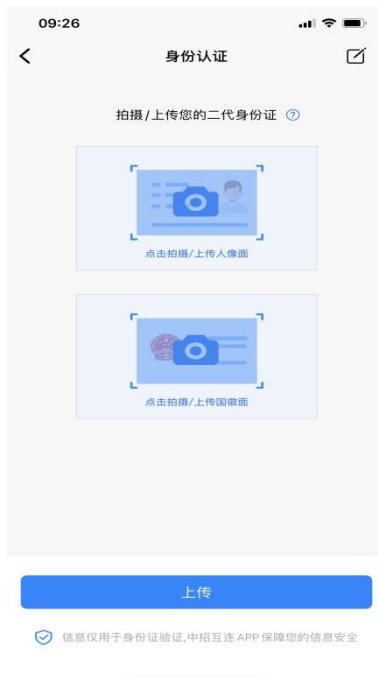 09:26
身份认证
拍摄/上传您的二代身份证 ?
点击拍摄/上传人像面
点击拍摄/上传国徽面
上传
信息仅用于身份证验证,中招互连APP保障您的信息安全